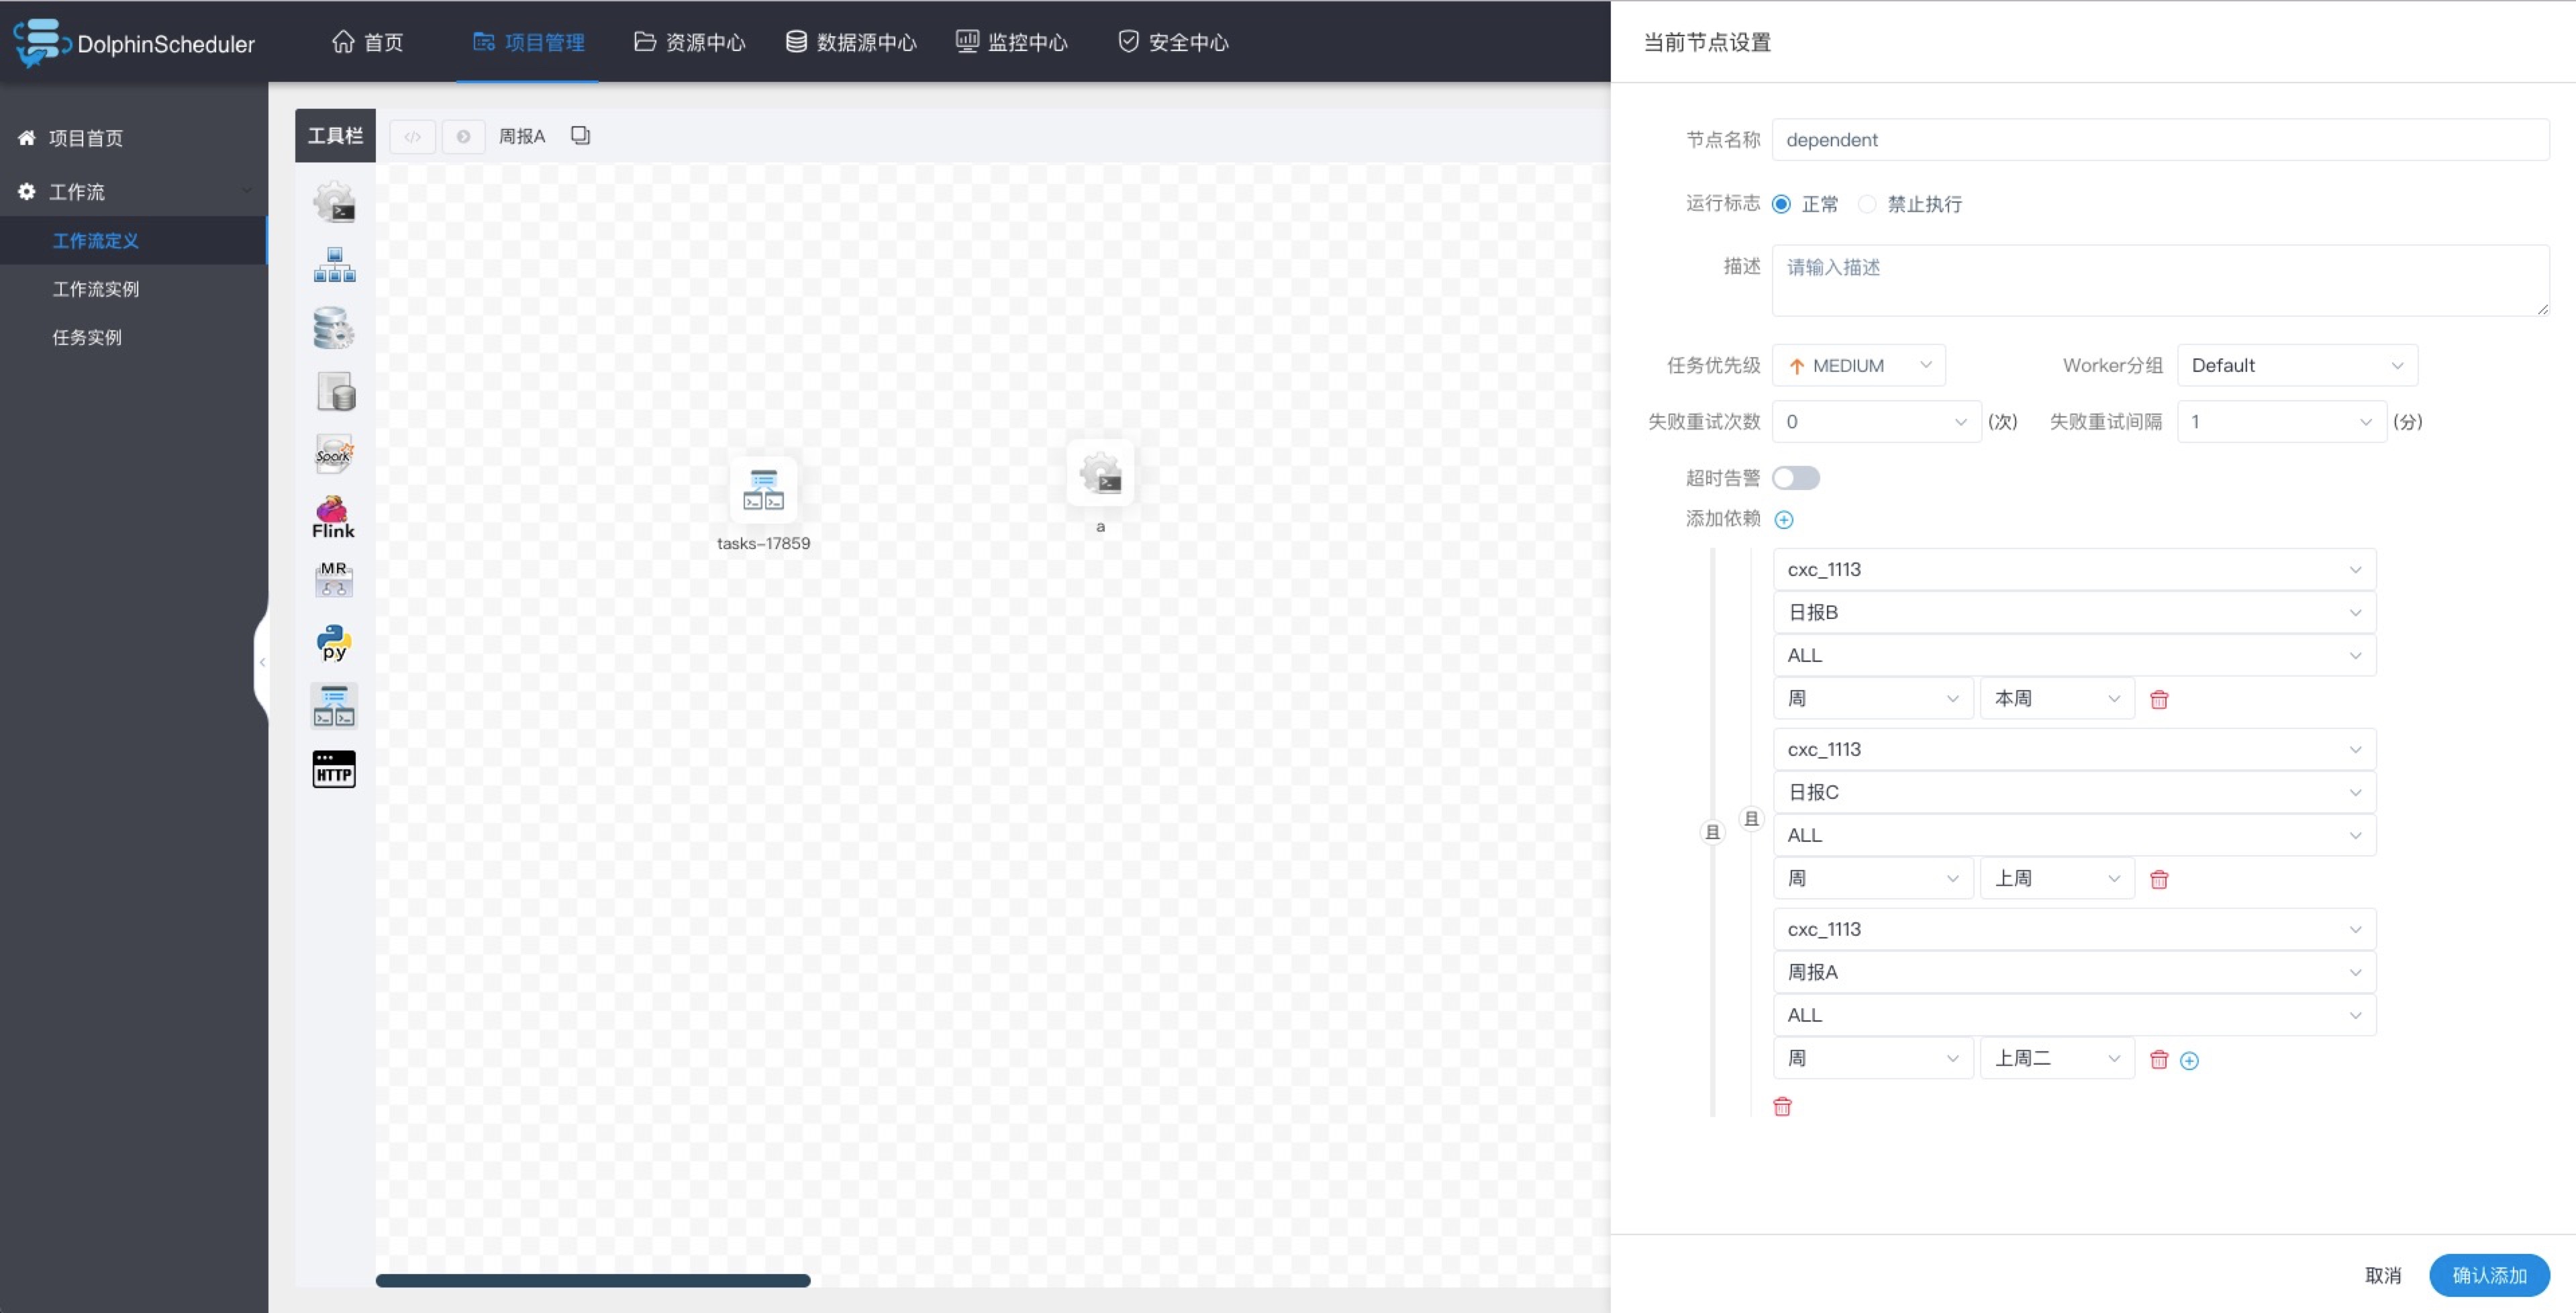 DolphinScheduler
首页
项目管理
资源中心
数据源中心
监控中心
安全中心
项目首页
工作流
工作流定义
工作流实例
任务实例
工具栏
周报A
Spark
Flink
MR
py
HTTP
tasks-17859
a
当前节点设置
节点名称 dependent
运行标志 正常 禁止执行
描述 请输入描述
任务优先级 MEDIUM Worker分组 Default
失败重试次数 0 (次) 失败重试间隔 1 (分)
超时告警
添加依赖
cxc_1113
日报B
ALL
周 本周
cxc_1113
日报C
且 且
ALL
周 上周
cxc_1113
周报A
ALL
周 上周二
取消 确认添加